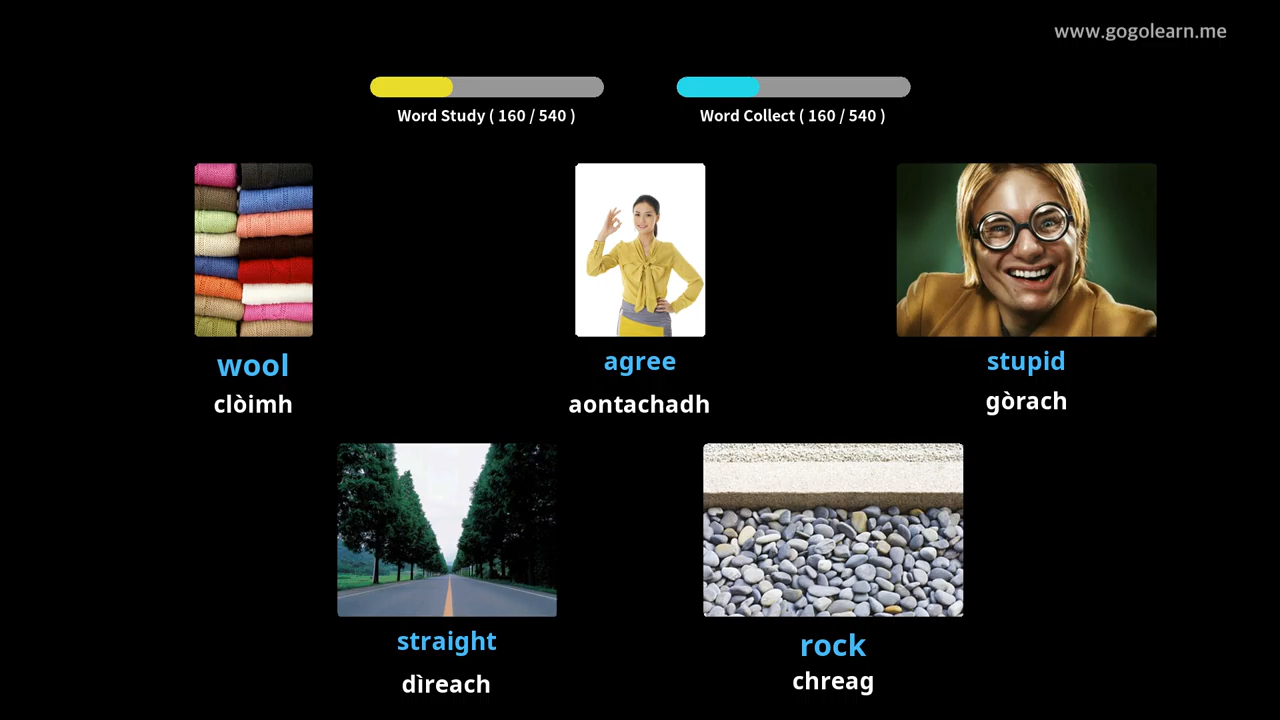 www.gogolearn.me
Word Study ( 160 / 540 )
Word Collect ( 160 / 540 )
wool
clòimh
agree
aontachadh
stupid
gòrach
straight
dìreach
rock
chreag